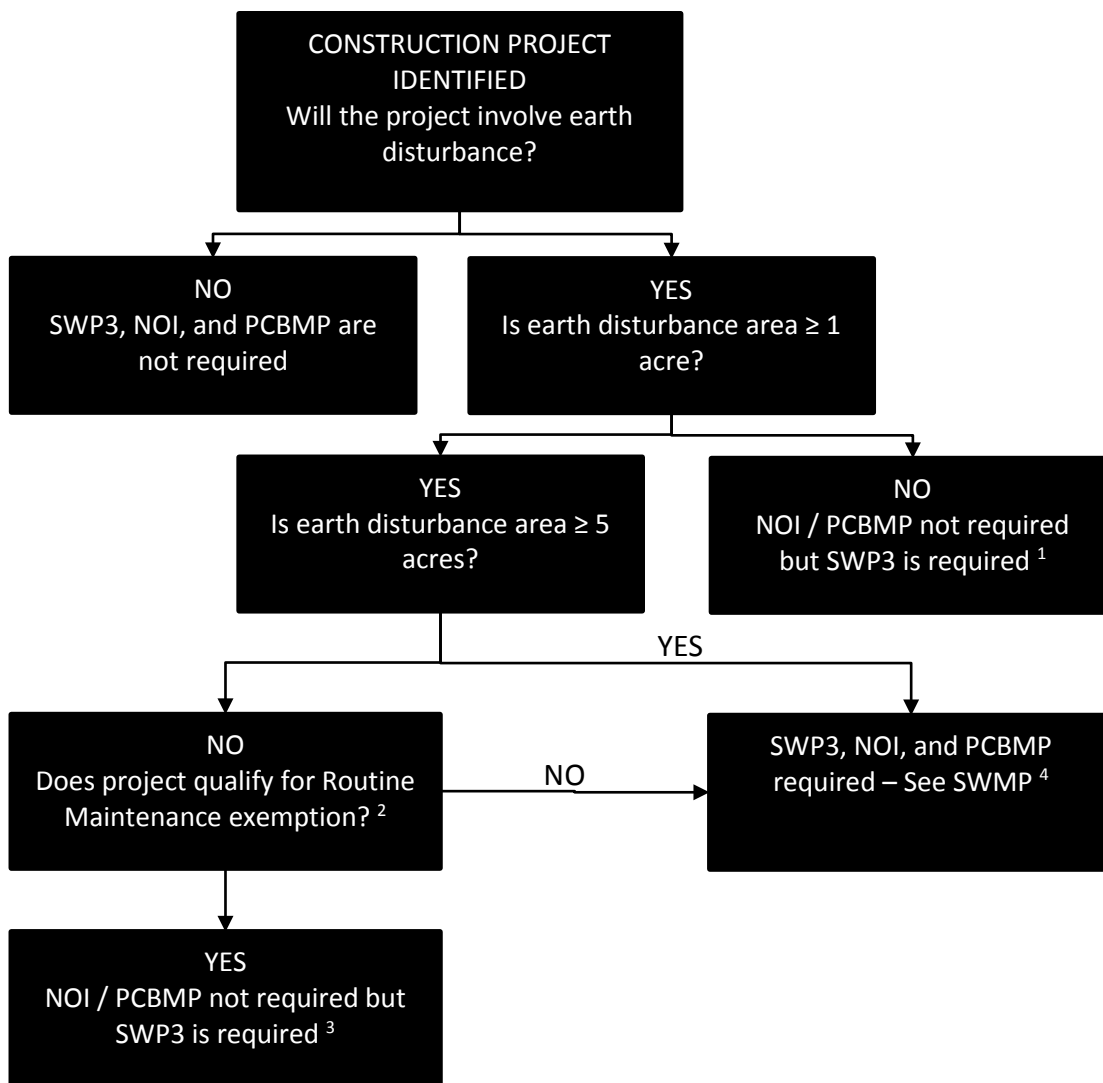 CONSTRUCTION PROJECT
IDENTIFIED
Will the project involve earth
disturbance?
NO
SWP3, NOI, and PCBMP are
not required
YES
Is earth disturbance area ≥ 1
acre?
YES
Is earth disturbance area ≥ 5
acres?
NO
NOI / PCBMP not required
but SWP3 is required 1
YES
NO
Does project qualify for Routine
Maintenance exemption? 2
NO
SWP3, NOI, and PCBMP
required – See SWMP 4
YES
NOI / PCBMP not required but
SWP3 is required 3